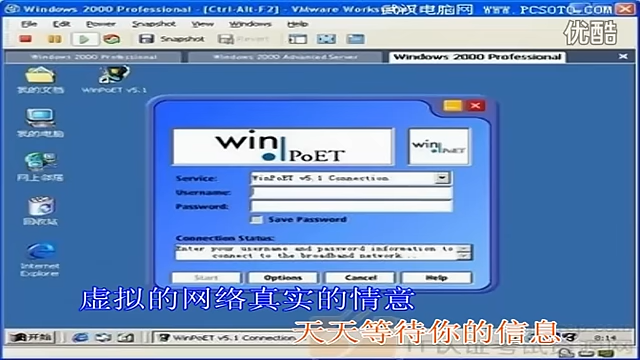 Windows 2000 Professional - [Ctrl-Alt-F2] - VMware Works
武汉电脑网 WWW.PCSOTO.COM
优酷
Edit Power Snapshot View Windows Help
Snapshot Revert
Windows 2000 Professional Windows 2000 Advanced Server Windows 2000 Professional
我的文档
WinPoET v5.1
我的电脑
网上邻居
回收站
Internet Explorer
winPoET
winPoET
Service: WinPoET v5.1 Connection
Username:
Password:
Save Password
Connection Status:
Enter your username and password information to
connect to the broadband network...
Start Options Cancel Help
虚拟的网络真实的情意
天天等待你的信息
开始 WinPoET v5.1 Connection 0:14